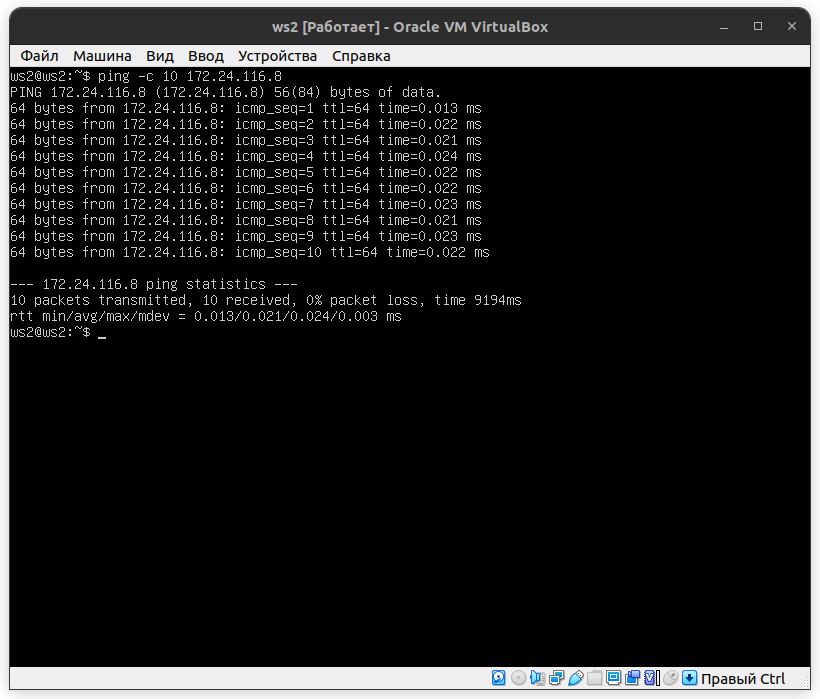 ws2 [Работает] - Oracle VM VirtualBox
Файл Машина Вид Ввод Устройства Справка
ws2@ws2:~$ ping -c 10 172.24.116.8
PING 172.24.116.8 (172.24.116.8) 56(84) bytes of data.
64 bytes from 172.24.116.8: icmp_seq=1 ttl=64 time=0.013 ms
64 bytes from 172.24.116.8: icmp_seq=2 ttl=64 time=0.022 ms
64 bytes from 172.24.116.8: icmp_seq=3 ttl=64 time=0.021 ms
64 bytes from 172.24.116.8: icmp_seq=4 ttl=64 time=0.024 ms
64 bytes from 172.24.116.8: icmp_seq=5 ttl=64 time=0.022 ms
64 bytes from 172.24.116.8: icmp_seq=6 ttl=64 time=0.022 ms
64 bytes from 172.24.116.8: icmp_seq=7 ttl=64 time=0.023 ms
64 bytes from 172.24.116.8: icmp_seq=8 ttl=64 time=0.021 ms
64 bytes from 172.24.116.8: icmp_seq=9 ttl=64 time=0.023 ms
64 bytes from 172.24.116.8: icmp_seq=10 ttl=64 time=0.022 ms
--- 172.24.116.8 ping statistics ---
10 packets transmitted, 10 received, 0% packet loss, time 9194ms
rtt min/avg/max/mdev = 0.013/0.021/0.024/0.003 ms
ws2@ws2:~$ _
Правый Ctrl